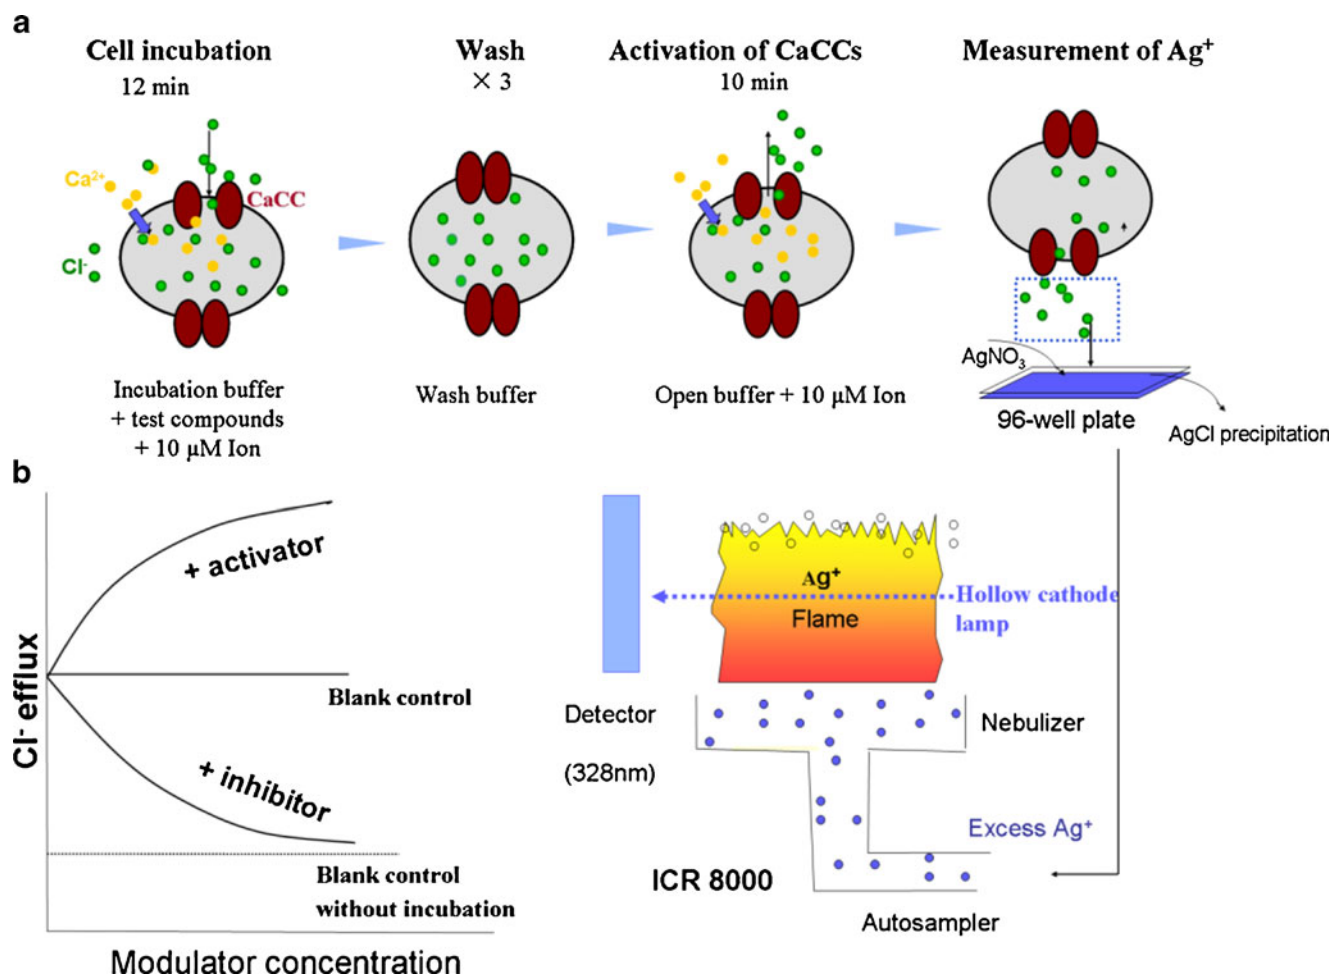 a
Cell incubation
12 min
Wash
× 3
Activation of CaCCs
10 min
Measurement of Ag⁺
Ca²⁺
CaCC
Cl⁻
AgNO₃
96-well plate
AgCl precipitation
Incubation buffer
+ test compounds
+ 10 µM Ion
Wash buffer
Open buffer + 10 µM Ion
b
Cl⁻ efflux
+ activator
Blank control
+ inhibitor
Blank control
without incubation
Modulator concentration
Ag⁺
Flame
Hollow cathode
lamp
Detector
(328nm)
Nebulizer
Excess Ag⁺
ICR 8000
Autosampler